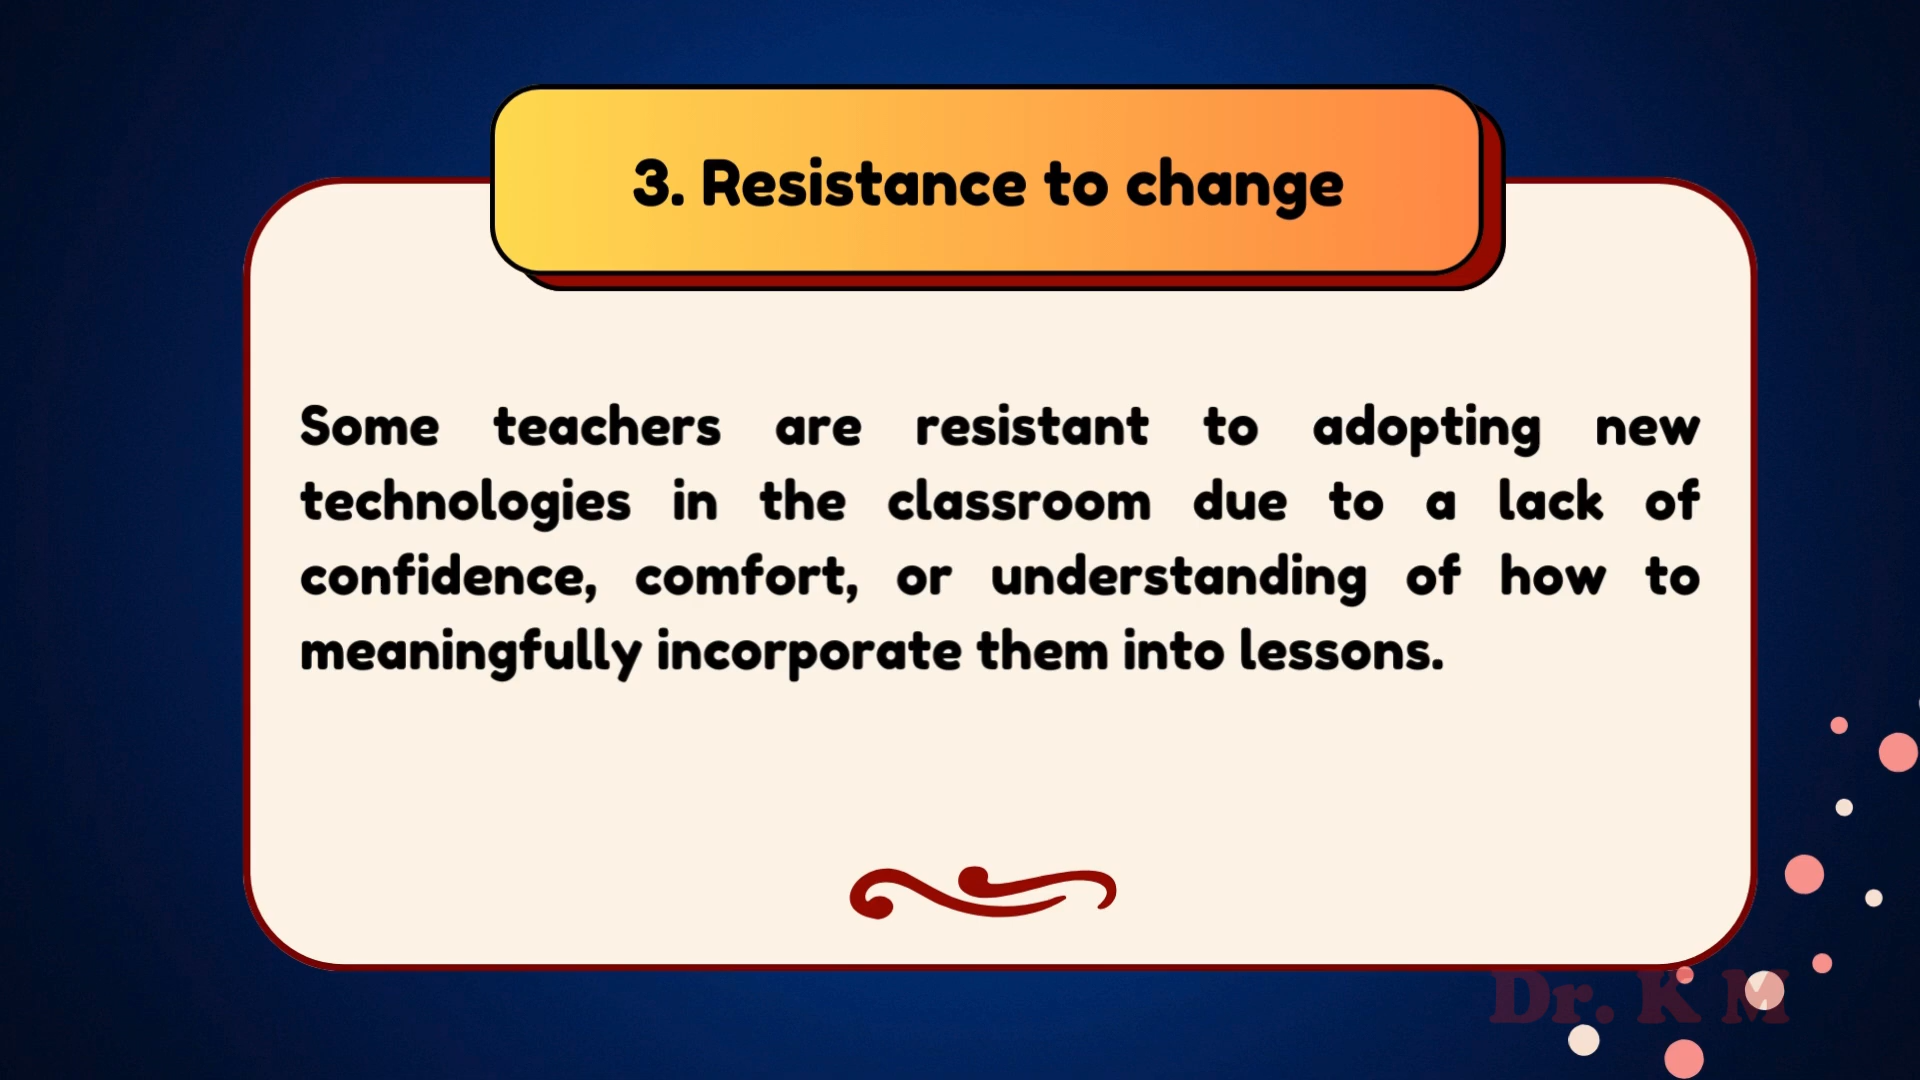 3. Resistance to change
Some teachers are resistant to adopting new
technologies in the classroom due to a lack of
confidence, comfort, or understanding of how to
meaningfully incorporate them into lessons.
Dr. K M